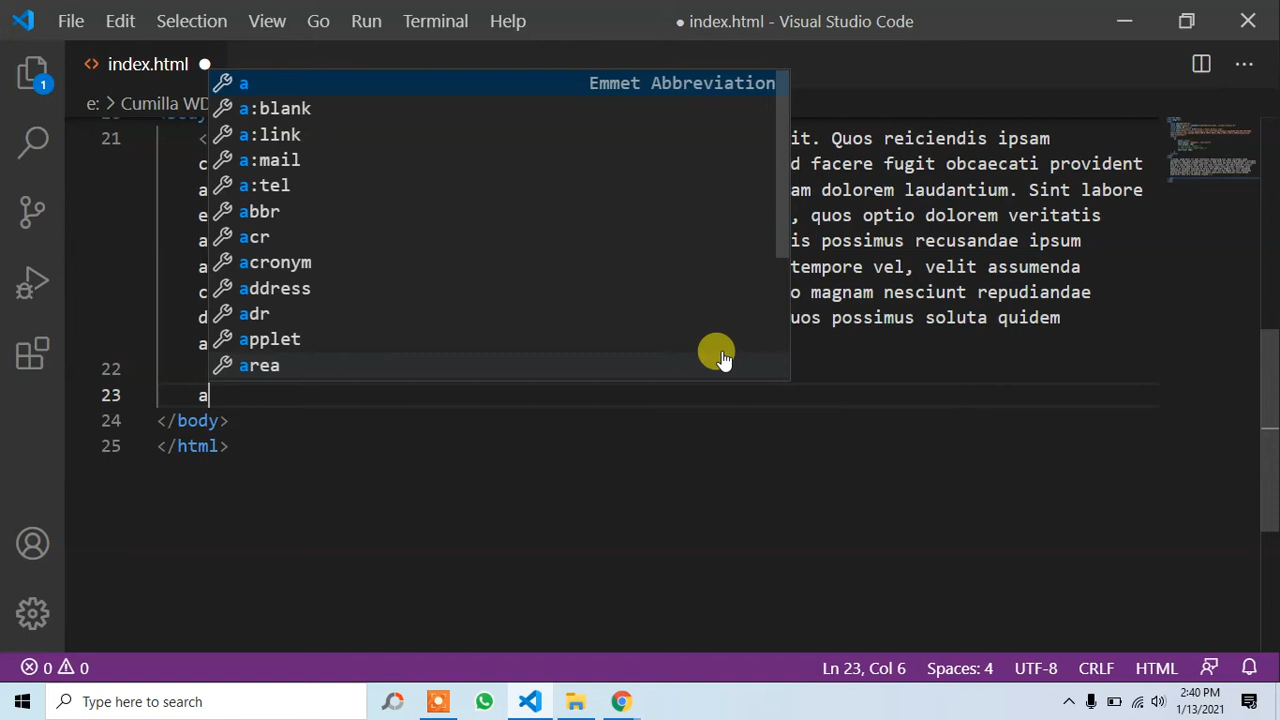 File Edit Selection View Go Run Terminal Help ● index.html - Visual Studio Code
<> index.html ●
e: > Cumilla WD
a Emmet Abbreviation
a:blank
a:link
a:mail
a:tel
abbr
acr
acronym
address
adr
applet
area
21 < it. Quos reiciendis ipsam
c d facere fugit obcaecati provident
a am dolorem laudantium. Sint labore
e , quos optio dolorem veritatis
a is possimus recusandae ipsum
a tempore vel, velit assumenda
c o magnam nesciunt repudiandae
d uos possimus soluta quidem
a
22
23 a
24 </body>
25 </html>
1
0 0 Ln 23, Col 6 Spaces: 4 UTF-8 CRLF HTML
Type here to search 2:40 PM
1/13/2021